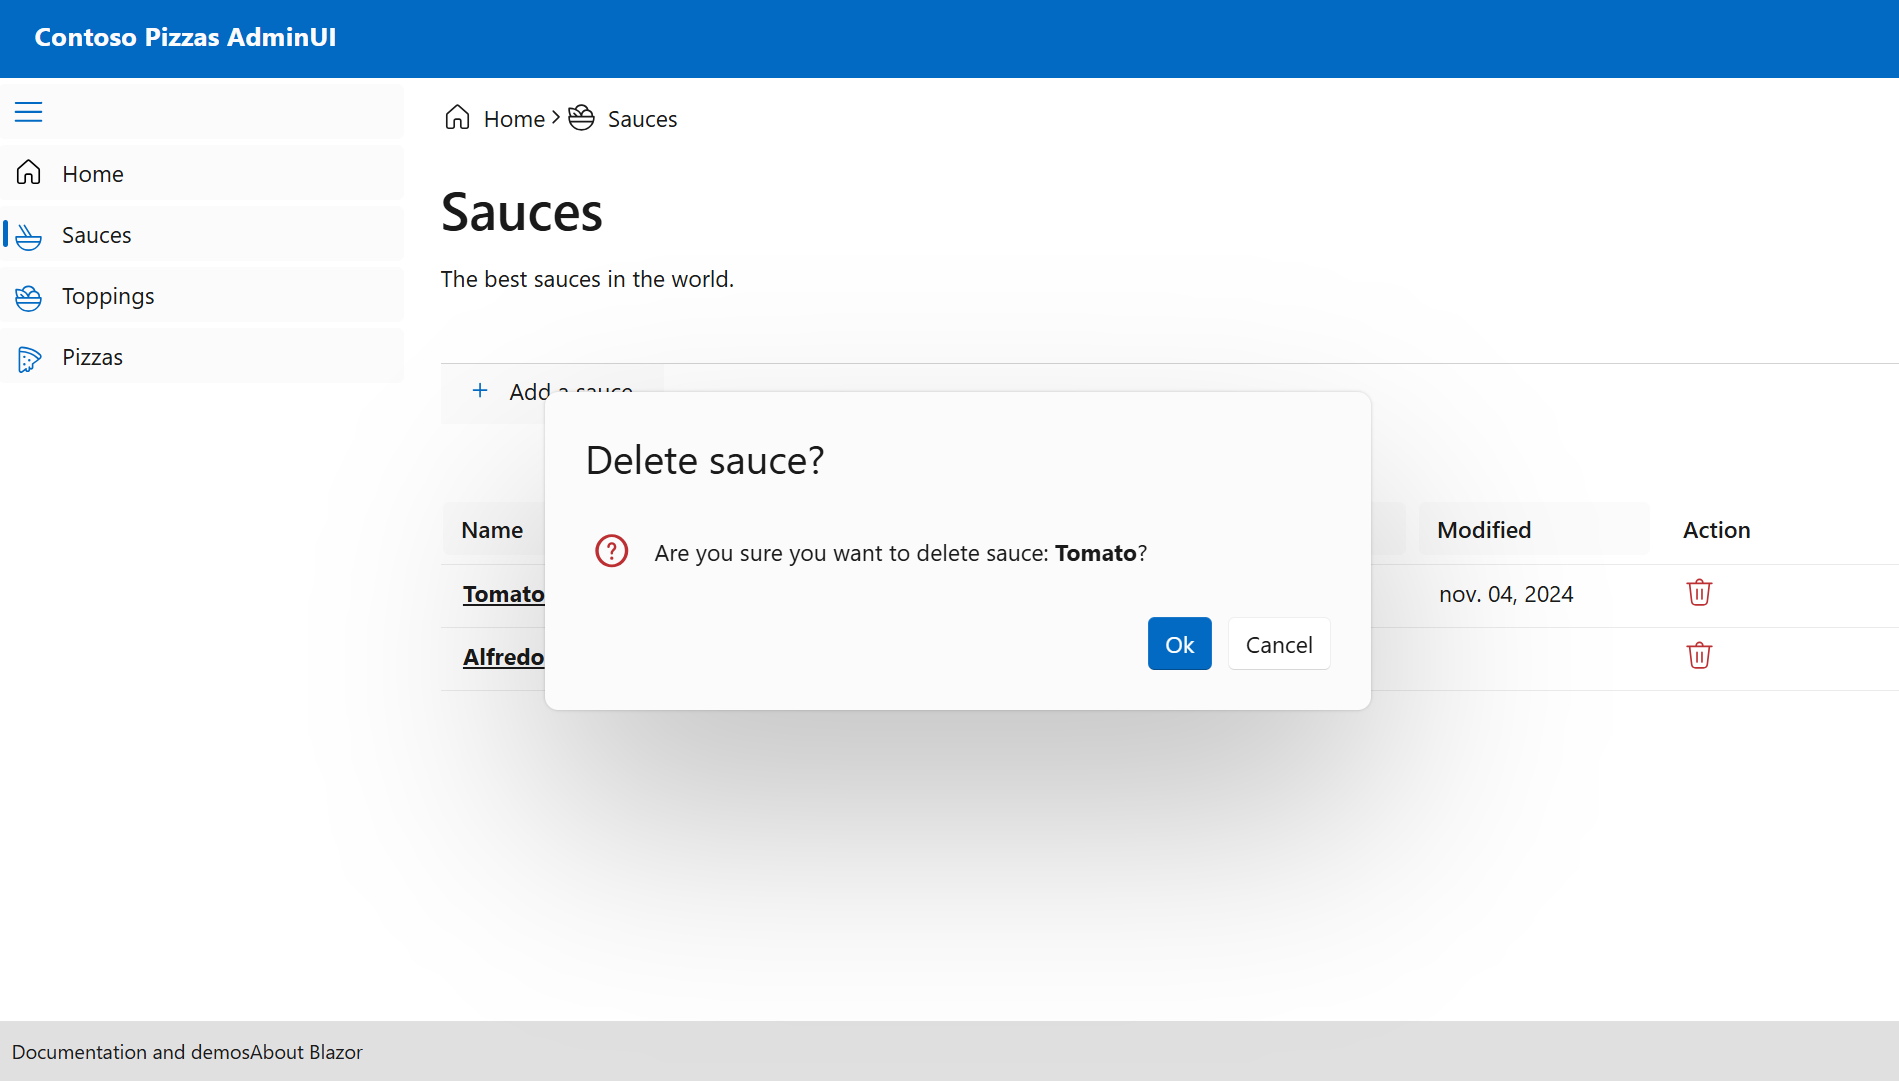 Contoso Pizzas AdminUI
Home > Sauces
Home
Sauces
Toppings
Pizzas
Sauces
The best sauces in the world.
+ Add a sauce
Delete sauce?
Are you sure you want to delete sauce: Tomato?
Ok Cancel
Name Modified Action
Tomato nov. 04, 2024
Alfredo
Documentation and demosAbout Blazor